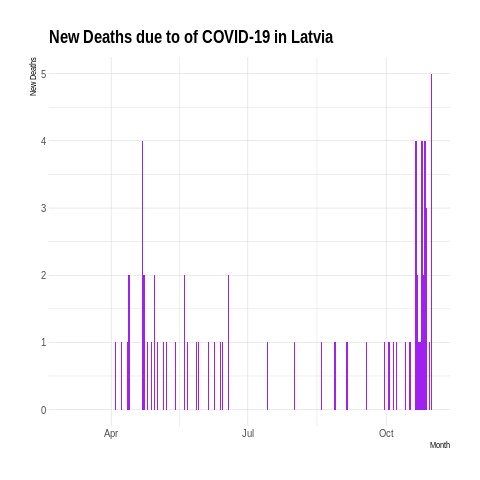 New Deaths due to of COVID-19 in Latvia
New Deaths
5
4
3
2
1
0
Apr
Jul
Oct
Month